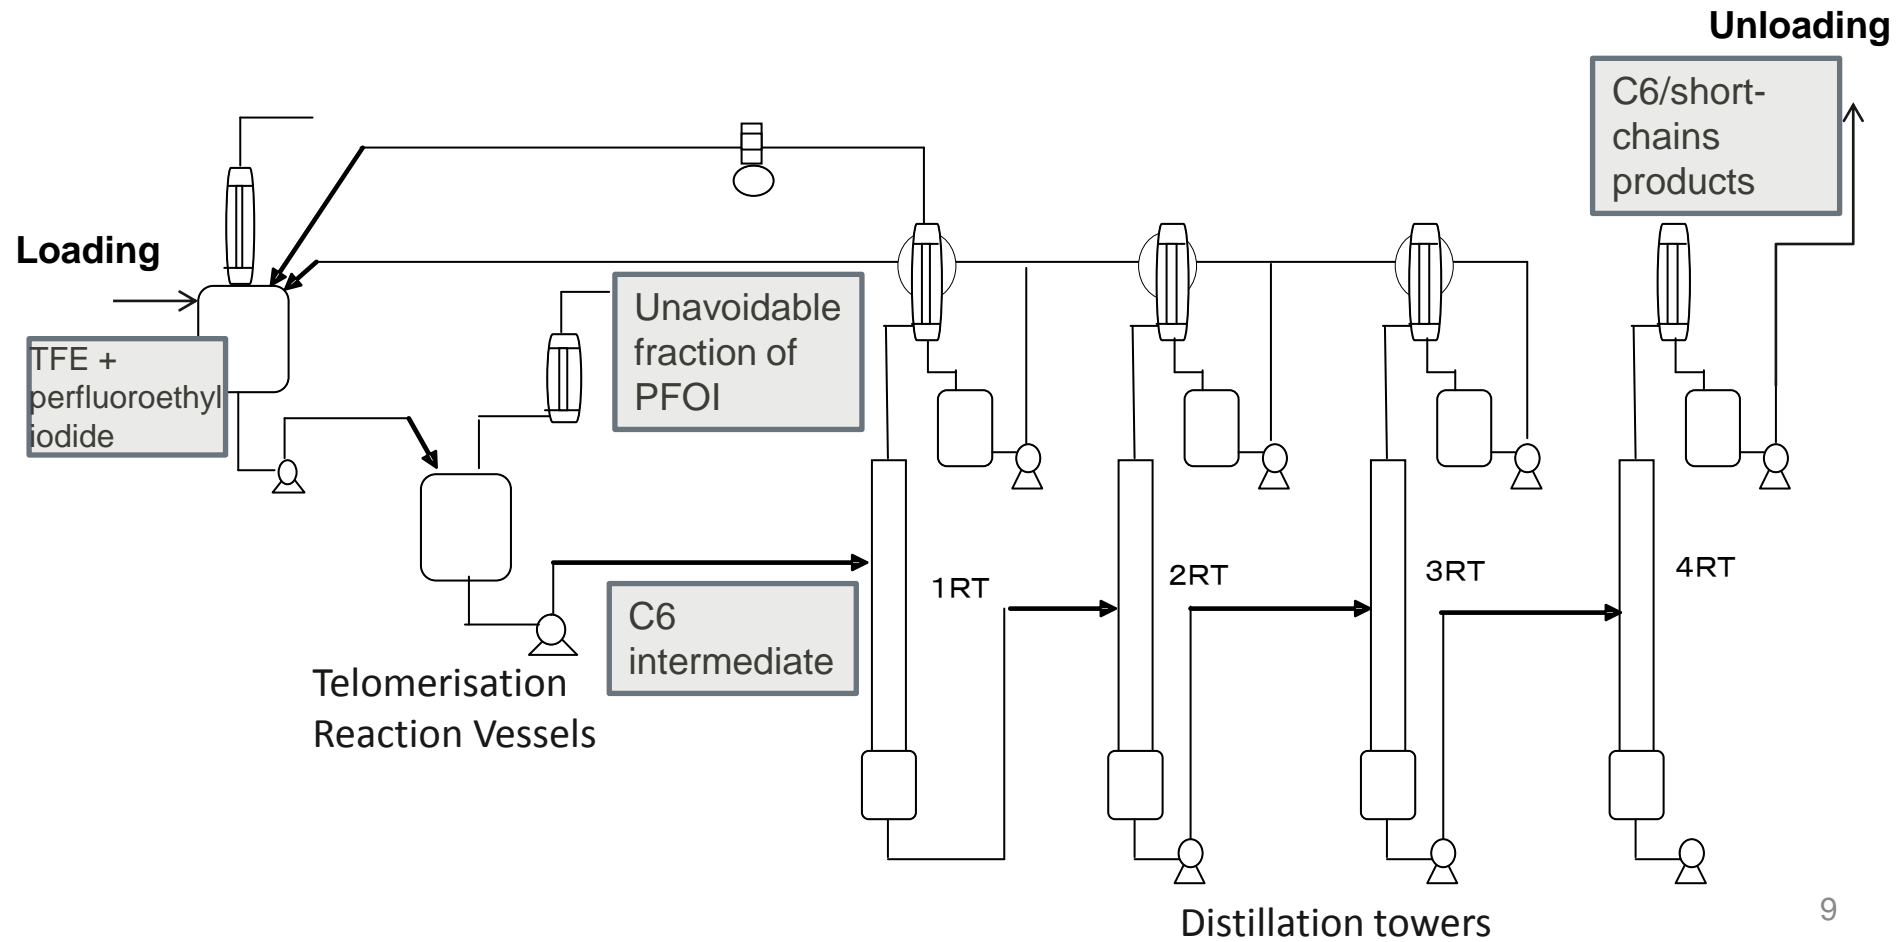 Unloading
C6/short-
chains
products
Loading
TFE +
perfluoroethyl
iodide
Unavoidable
fraction of
PFOI
C6
intermediate
1RT
2RT
3RT
4RT
Telomerisation
Reaction Vessels
Distillation towers
9